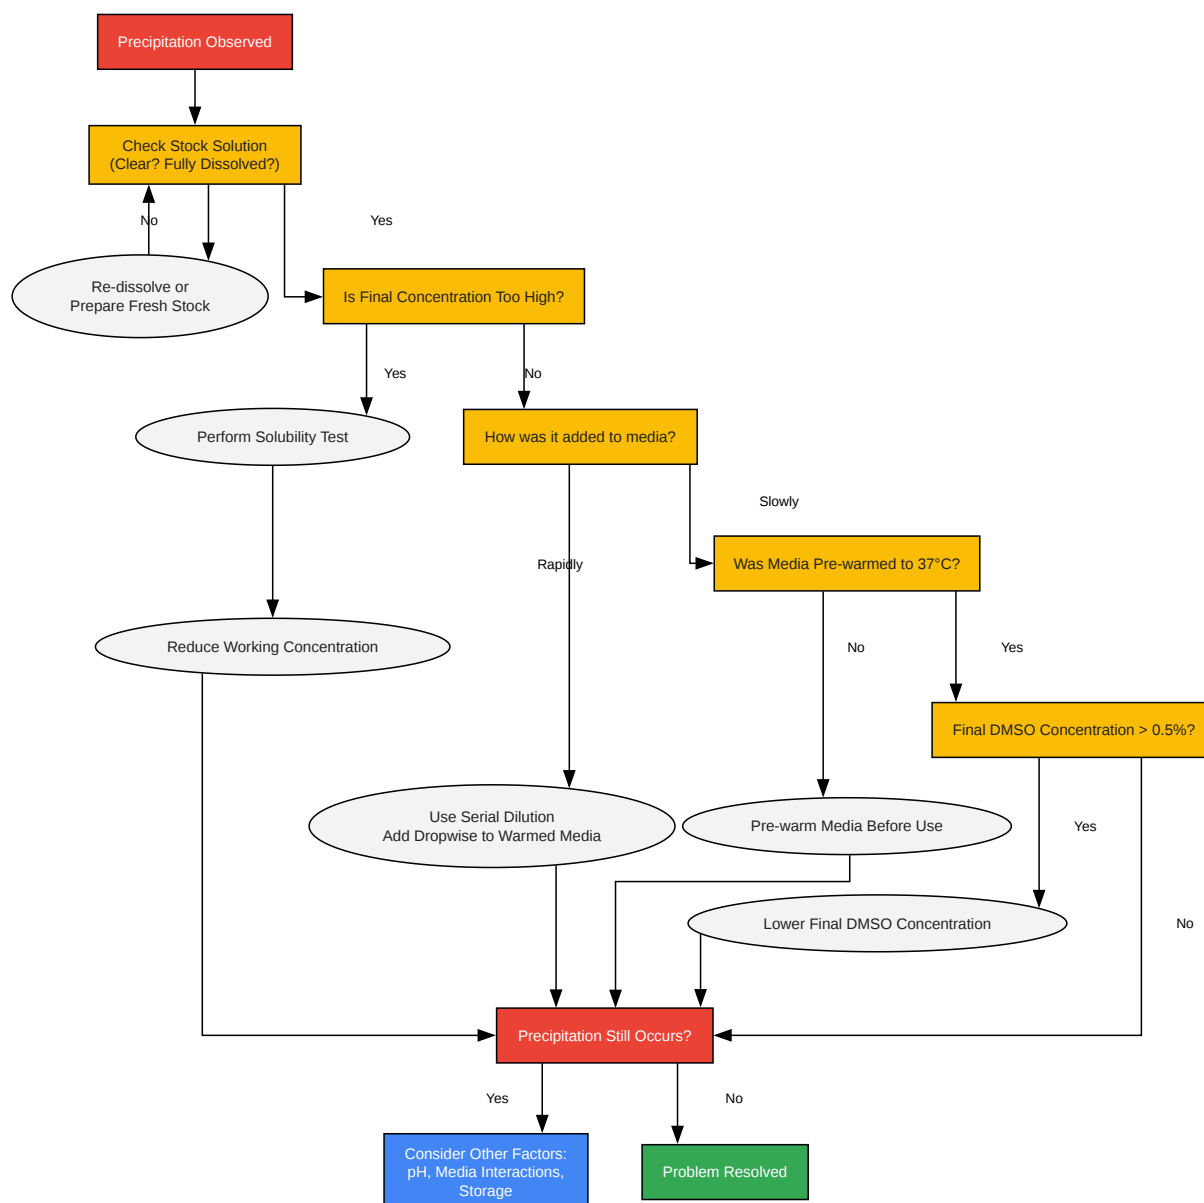 Precipitation Observed
Check Stock Solution
(Clear? Fully Dissolved?)
No
Yes
Re-dissolve or
Prepare Fresh Stock
Is Final Concentration Too High?
Yes
No
Perform Solubility Test
How was it added to media?
Slowly
Rapidly
Was Media Pre-warmed to 37°C?
Reduce Working Concentration
No
Yes
Final DMSO Concentration > 0.5%?
Use Serial Dilution
Add Dropwise to Warmed Media
Pre-warm Media Before Use
Yes
Lower Final DMSO Concentration
No
Precipitation Still Occurs?
Yes
No
Consider Other Factors:
pH, Media Interactions,
Storage
Problem Resolved